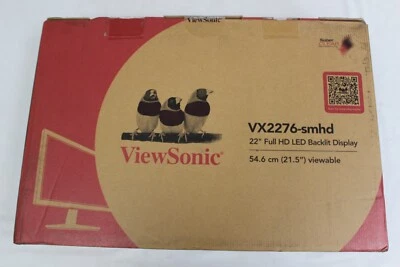 ViewSonic
ViewSonic®
VX2276-smhd
22" Full HD LED Backlit Display
54.6 cm (21.5") viewable